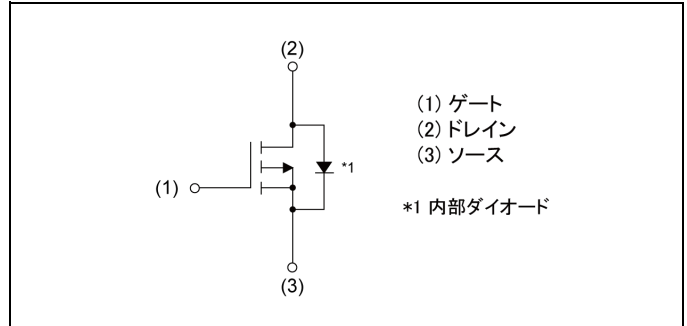 (2)
(1) ゲート
(2) ドレイン
(3) ソース
*1
(1)
*1 内部ダイオード
(3)